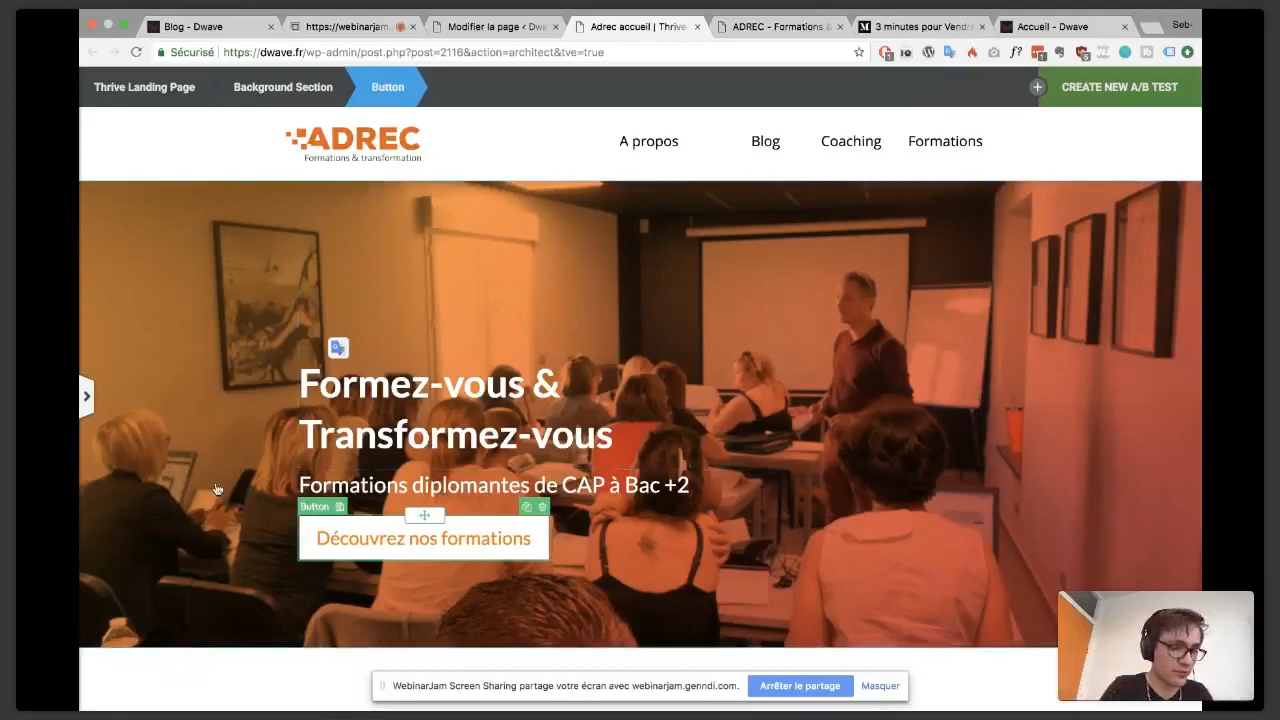 Blog - Dwave
https://webinarjam.
Modifier la page ‹ Dwa
Adrec accueil | Thrive
ADREC - Formations &
3 minutes pour Vendre
Accueil - Dwave
Seb-
Sécurisé
https://dwave.fr/wp-admin/post.php?post=2116&action=architect&tve=true
Thrive Landing Page
Background Section
Button
CREATE NEW A/B TEST
ADREC
Formations & transformation
A propos
Blog
Coaching
Formations
Formez-vous &
Transformez-vous
Formations diplomantes de CAP à Bac +2
Button
Découvrez nos formations
WebinarJam Screen Sharing partage votre écran avec webinarjam.genndi.com.
Arrêter le partage
Masquer